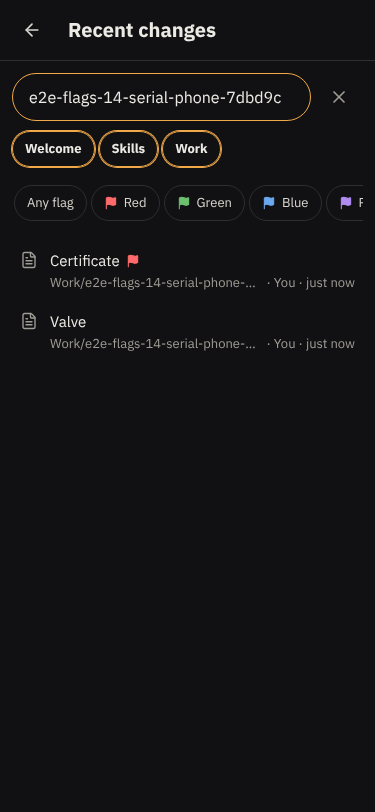 Recent changes
e2e-flags-14-serial-phone-7dbd9c
Welcome Skills Work
Any flag Red Green Blue
Certificate
Work/e2e-flags-14-serial-phone-... · You · just now
Valve
Work/e2e-flags-14-serial-phone-... · You · just now